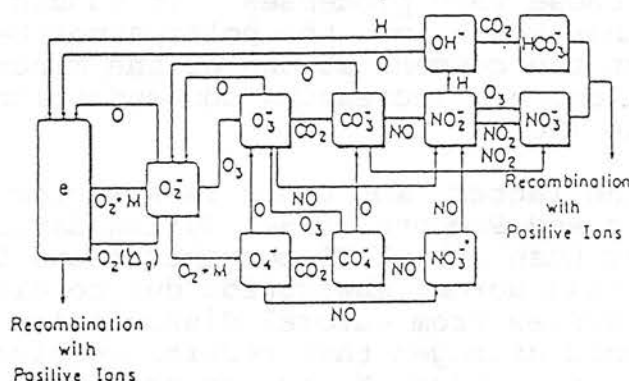 H
CO₂
O
OH⁻
HCO₃⁻
O
O
O
O
H
O₃
O₃⁻
CO₃⁻
NO₂⁻
NO₃⁻
CO₂
NO
NO₂
NO₂
e
O₂⁻
O₃
O₂+M
NO
O
O₃
O
NO
O₂(¹Δg)
O₂+M
O₄⁻
CO₂
CO₄⁻
NO
NO₃⁻*
NO
Recombination
with
Positive Ions
Recombination
with
Positive Ions